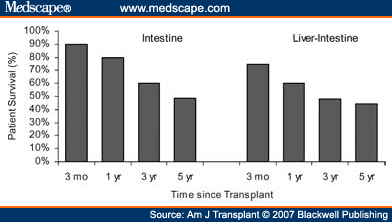 Medscape® www.medscape.com
100%
90%
80%
70%
60%
50%
40%
30%
20%
10%
0%
Patient Survival (%)
Intestine Liver-Intestine
3 mo 1 yr 3 yr 5 yr 3 mo 1 yr 3 yr 5 yr
Time since Transplant
Source: Am J Transplant © 2007 Blackwell Publishing